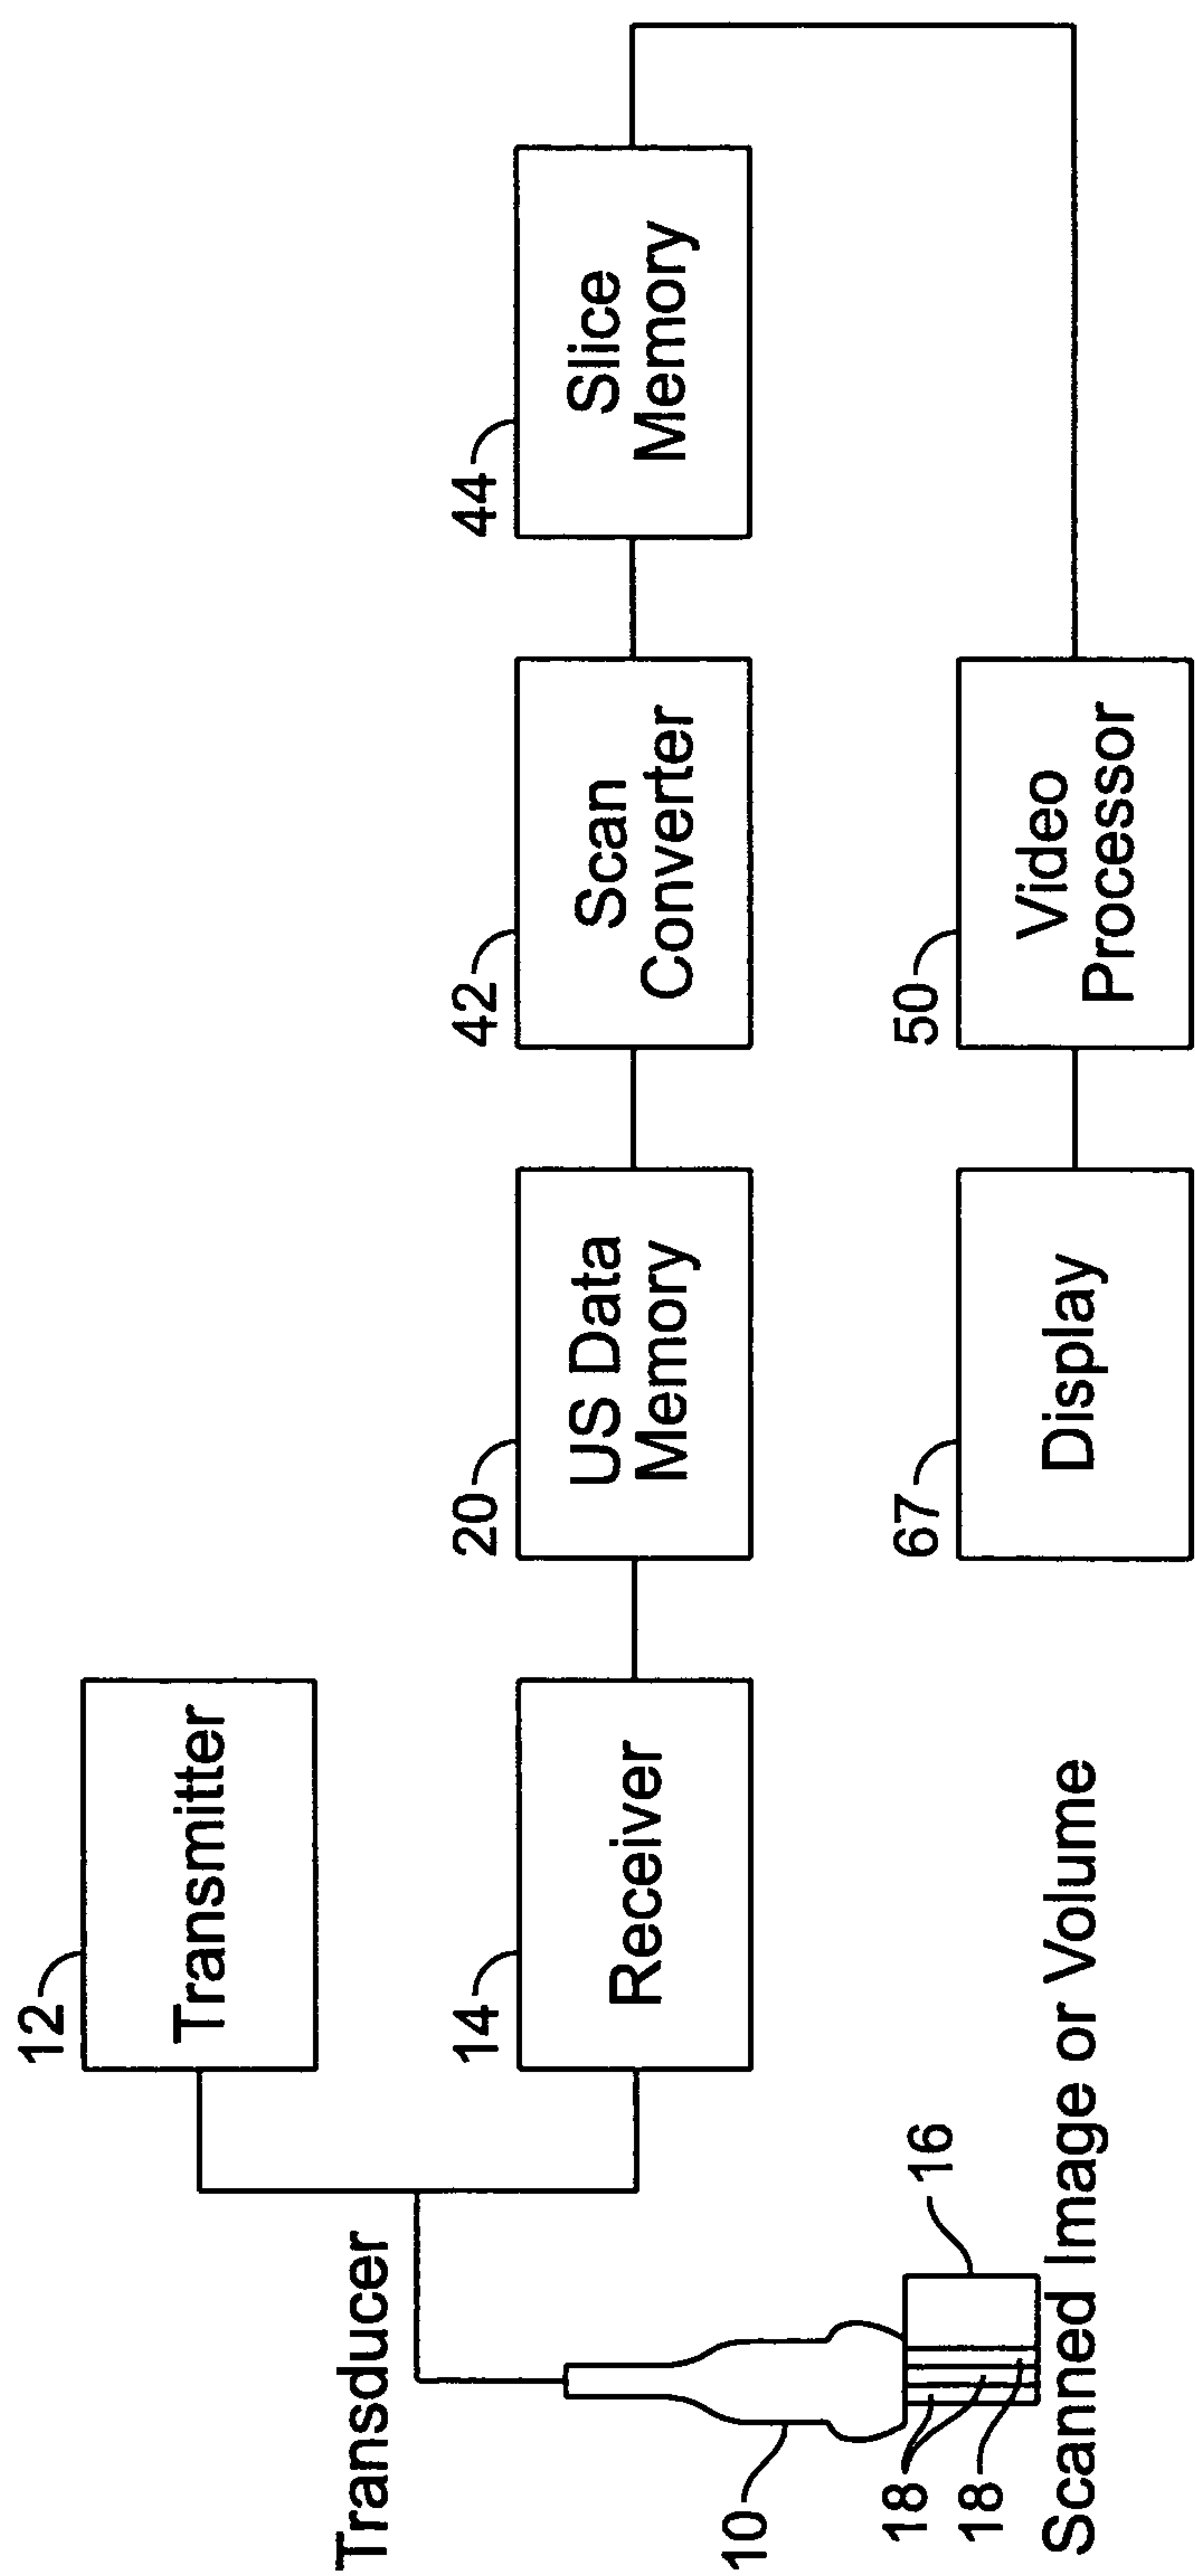 12
Transmitter
Transducer
14
Receiver
20
US Data
Memory
42
Scan
Converter
44
Slice
Memory
10
16
18
18
Scanned Image or Volume
67
Display
50
Video
Processor